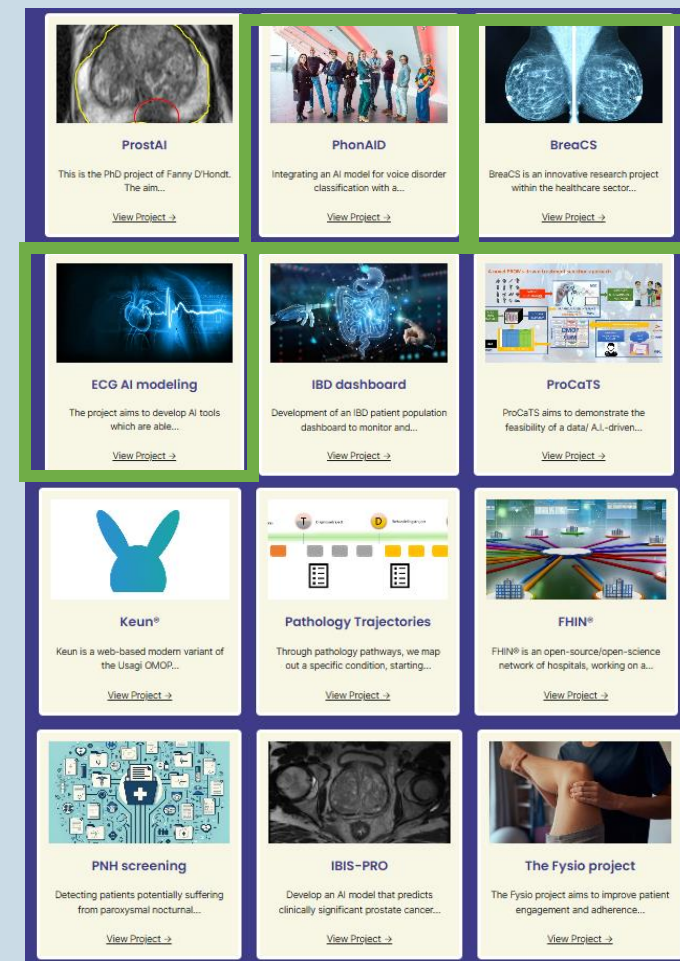 ProstAI
This is the PhD project of Fanny D'Hondt.
The aim...
View Project →
PhonAID
Integrating an AI model for voice disorder
classification with a...
View Project →
BreaCS
BreaCS is an innovative research project
within the healthcare sector...
View Project →
ECG AI modeling
The project aims to develop AI tools
which are able...
View Project →
IBD dashboard
Development of an IBD patient population
dashboard to monitor and...
View Project →
ProCaTS
ProCaTS aims to demonstrate the
feasibility of a data/ A.I.-driven...
View Project →
T
D
Keun®
Keun is a web-based modern variant of
the Usagi OMOP...
View Project →
Pathology Trajectories
Through pathology pathways, we map
out a specific condition, starting...
View Project →
FHIN®
FHIN® is an open-source/open-science
network of hospitals, working on a...
View Project →
PNH screening
Detecting patients potentially suffering
from paroxysmal nocturnal...
View Project →
IBIS-PRO
Develop an AI model that predicts
clinically significant prostate cancer...
View Project →
The Fysio project
The Fysio project aims to improve patient
engagement and adherence...
View Project →